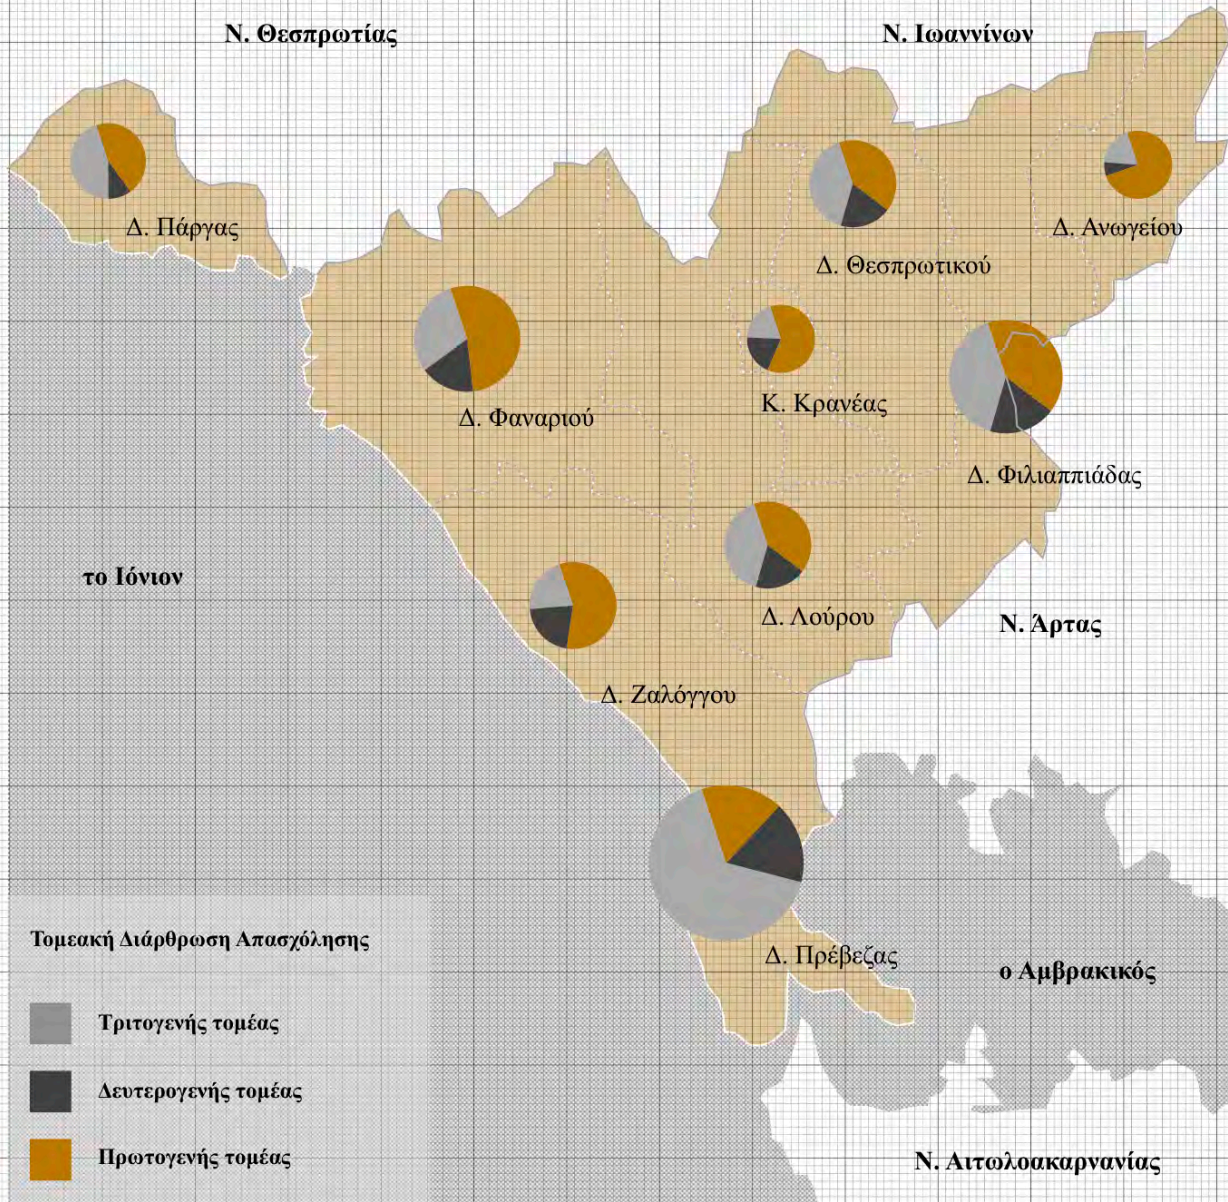 Ν. Θεσπρωτίας
Ν. Ιωαννίνων
Δ. Πάργας
Δ. Ανωγείου
Δ. Θεσπρωτικού
Κ. Κρανέας
Δ. Φαναριού
Δ. Φιλιαππιάδας
το Ιόνιον
Δ. Λούρου
Ν. Άρτας
Δ. Ζαλόγγου
Τομεακή Διάρθρωση Απασχόλησης
Δ. Πρέβεζας
ο Αμβρακικός
Τριτογενής τομέας
Δευτερογενής τομέας
Πρωτογενής τομέας
Ν. Αιτωλοακαρνανίας